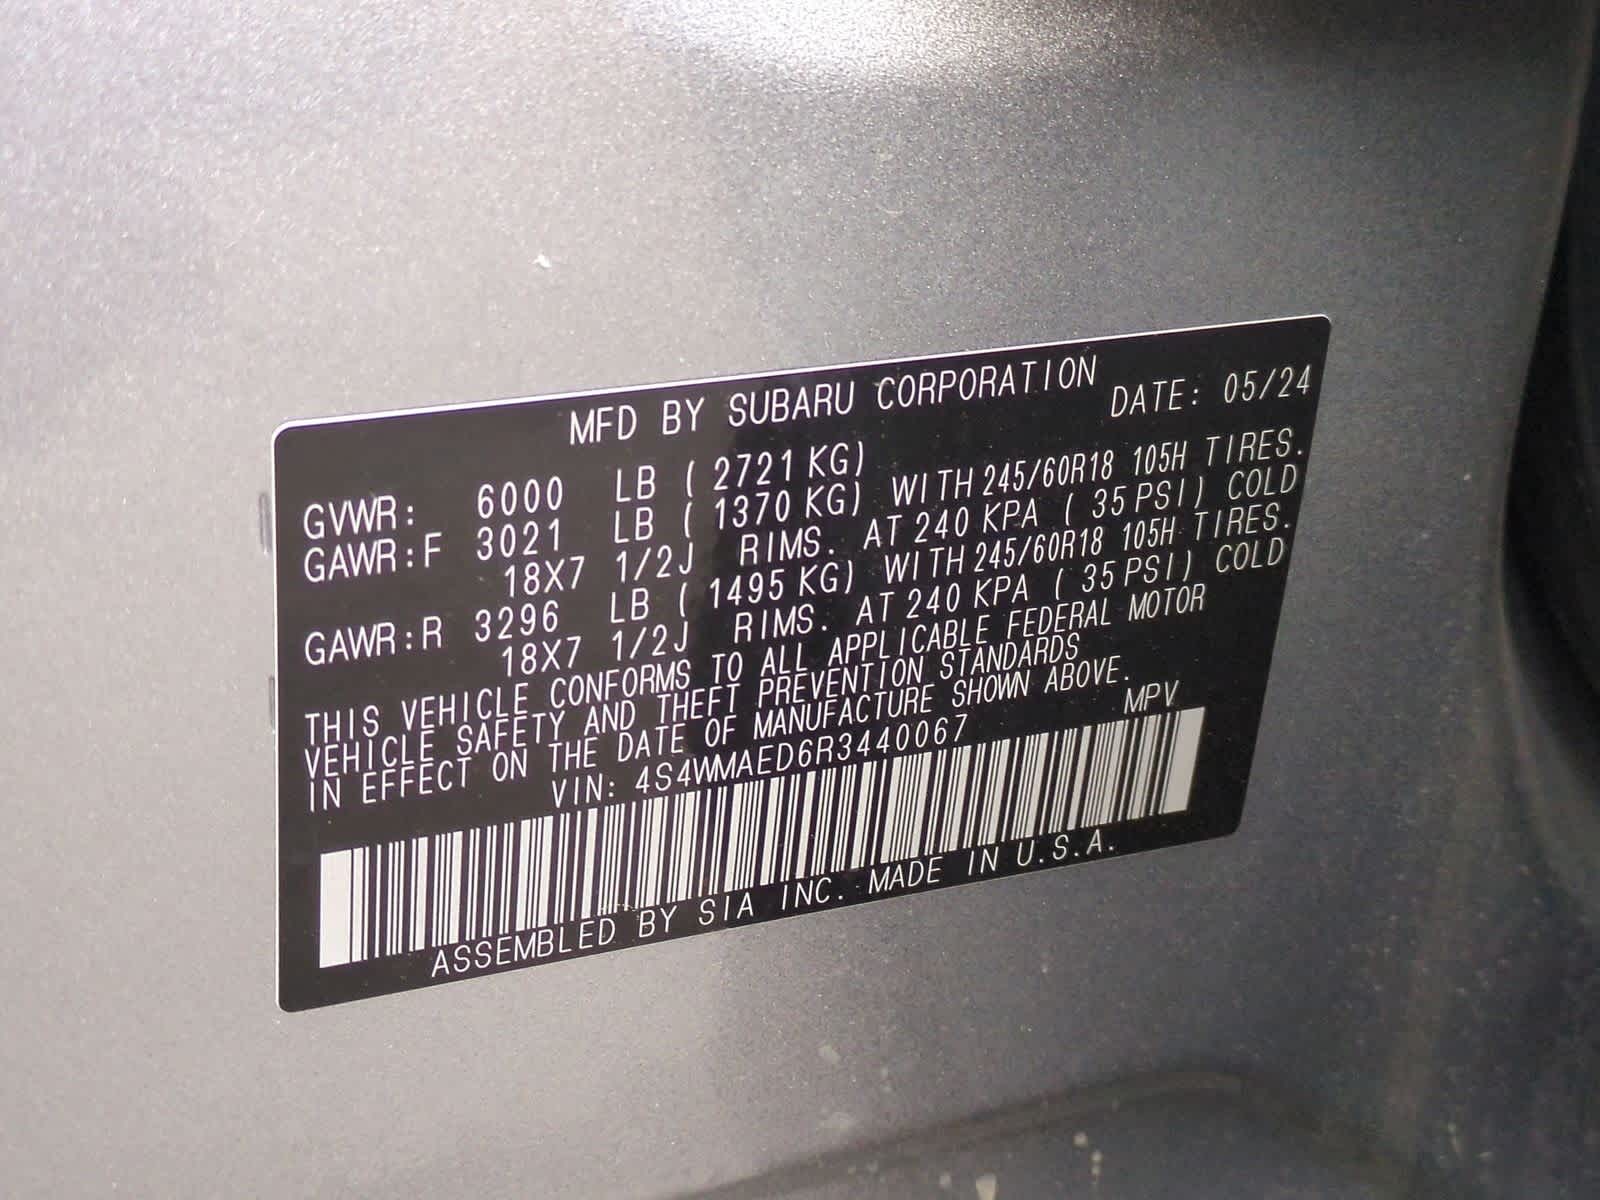 MFD BY SUBARU CORPORATION DATE: 05/24
GVWR: 6000 LB ( 2721 KG)
GAWR:F 3021 LB ( 1370 KG) WITH 245/60R18 105H TIRES.
18X7 1/2J RIMS. AT 240 KPA ( 35 PSI) COLD
GAWR:R 3296 LB ( 1495 KG) WITH 245/60R18 105H TIRES.
18X7 1/2J RIMS. AT 240 KPA ( 35 PSI) COLD
THIS VEHICLE CONFORMS TO ALL APPLICABLE FEDERAL MOTOR
VEHICLE SAFETY AND THEFT PREVENTION STANDARDS
IN EFFECT ON THE DATE OF MANUFACTURE SHOWN ABOVE.
VIN: 4S4WMAED6R3440067 MPV
ASSEMBLED BY SIA INC. MADE IN U.S.A.